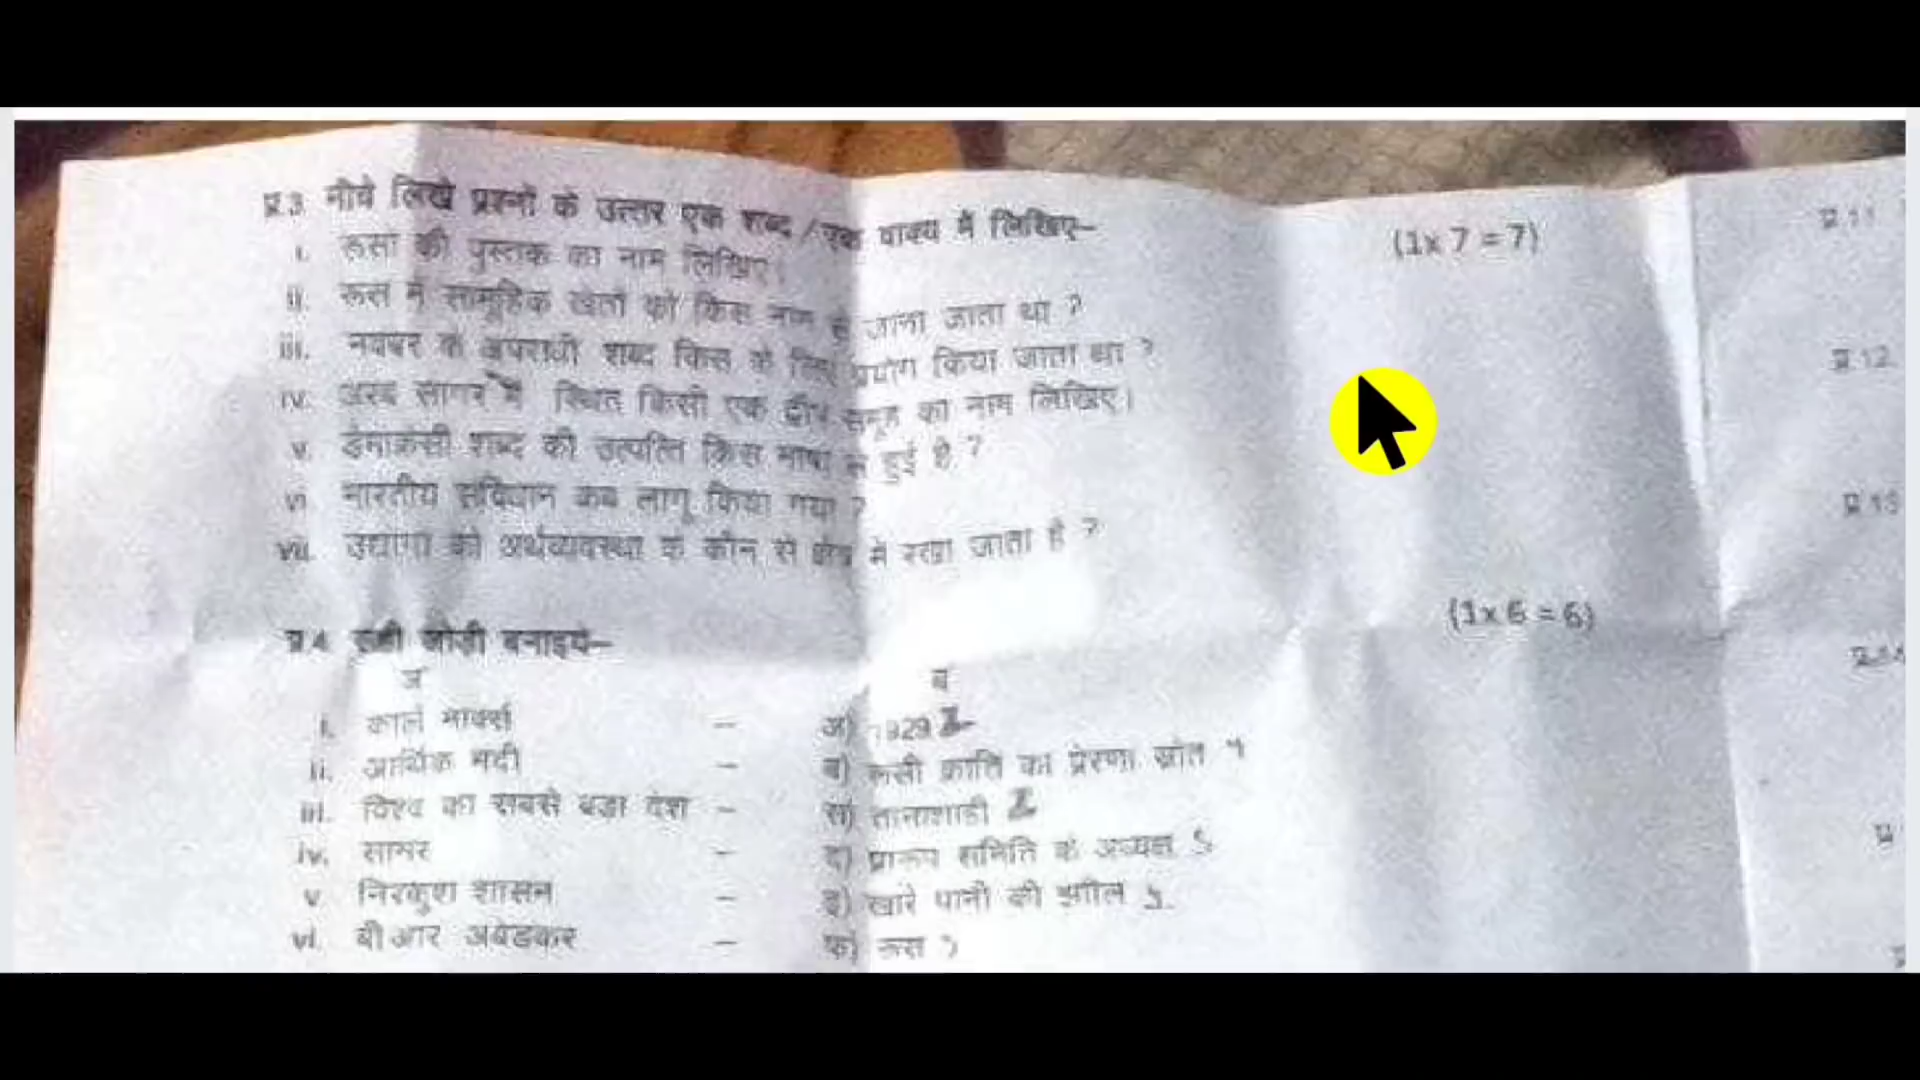 प्र.3 नीचे लिखे प्रश्नों के उत्तर एक शब्द / एक वाक्य में लिखिए– (1x 7 = 7)
i. रूसो की पुस्तक का नाम लिखिए।
ii. रूस में सामूहिक खेतों को किस नाम से जाना जाता था ?
iii. नवंबर के अपराधी शब्द किस के लिए प्रयोग किया जाता था ?
iv. अरब सागर में स्थित किसी एक द्वीप समूह का नाम लिखिए।
v. डेमोक्रेसी शब्द की उत्पत्ति किस भाषा से हुई है ?
vi. भारतीय संविधान कब लागू किया गया ?
vii. उद्योगों को अर्थव्यवस्था के कौन से क्षेत्र में रखा जाता है ?
प्र.4 सही जोड़ी बनाइये– (1x 6 = 6)
अ ब
i. कार्ल मार्क्स – अ) 1929
ii. आर्थिक मंदी – ब) रूसी क्रांति का प्रेरणा स्रोत
iii. विश्व का सबसे बड़ा देश – स) तानाशाही
iv. सांभर – द) प्रारूप समिति के अध्यक्ष
v. निरंकुश शासन – इ) खारे पानी की झील
vi. बी आर अंबेडकर – फ) रूस
प्र 11
प्र 12
प्र 13